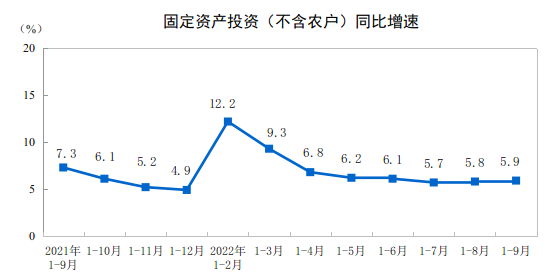 固定资产投资（不含农户）同比增速
（%）
20
15
10
5
0
7.3
6.1
5.2
4.9
12.2
9.3
6.8
6.2
6.1
5.7
5.8
5.9
2021年
1-9月
1-10月
1-11月
1-12月
2022年
1-2月
1-3月
1-4月
1-5月
1-6月
1-7月
1-8月
1-9月